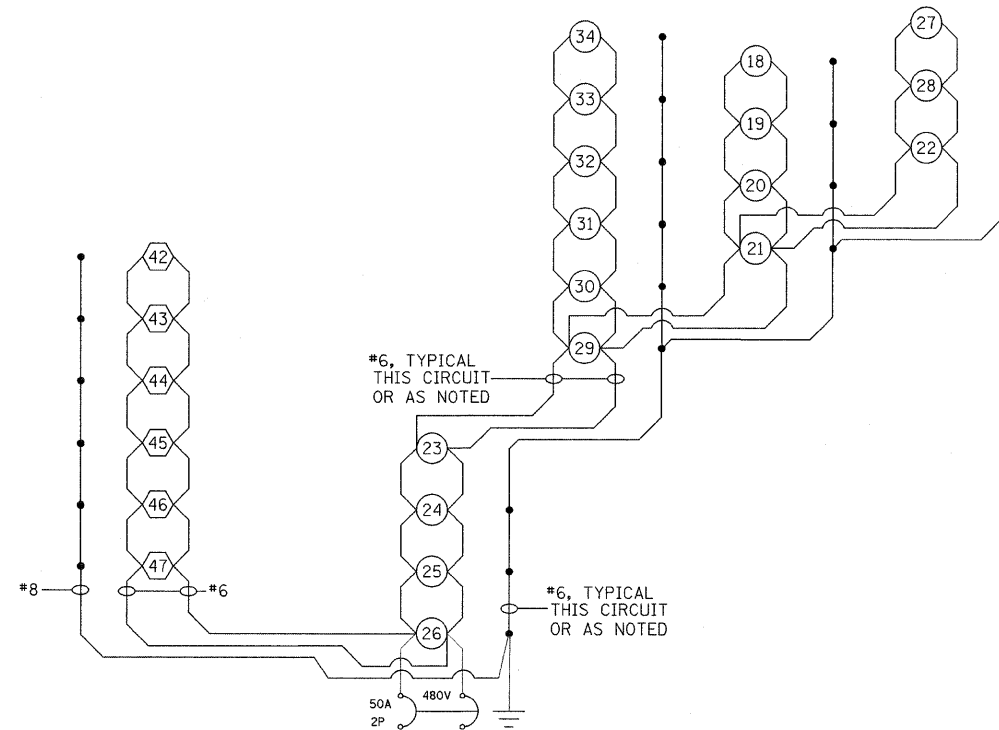 27
34
18
28
33
19
22
32
20
31
21
42
30
43
29
#6, TYPICAL
THIS CIRCUIT
OR AS NOTED
44
45
23
46
24
47
25
#8
#6
#6, TYPICAL
THIS CIRCUIT
OR AS NOTED
26
50A
2P
480V